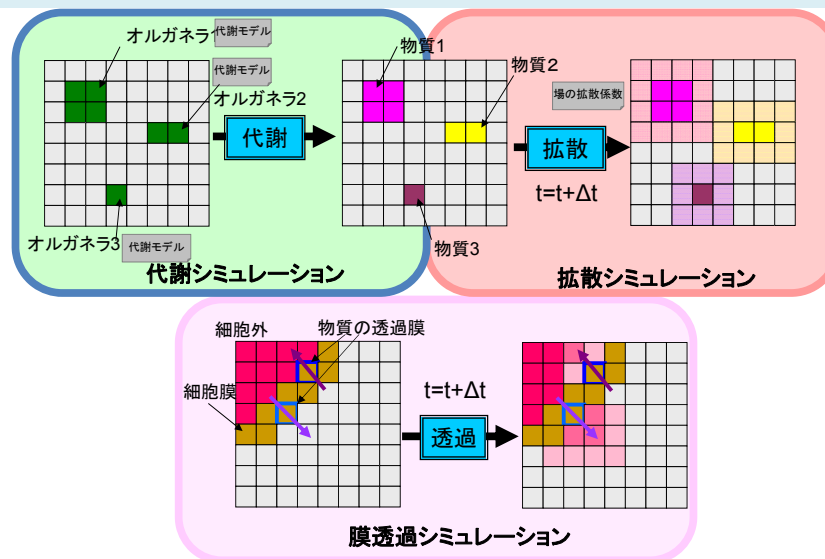 オルガネラ1
代謝モデル
代謝モデル
オルガネラ2
代謝
オルガネラ3
代謝モデル
代謝シミュレーション
物質1
物質2
物質3
場の拡散係数
拡散
t=t+Δt
拡散シミュレーション
細胞外
物質の透過膜
細胞膜
t=t+Δt
透過
膜透過シミュレーション